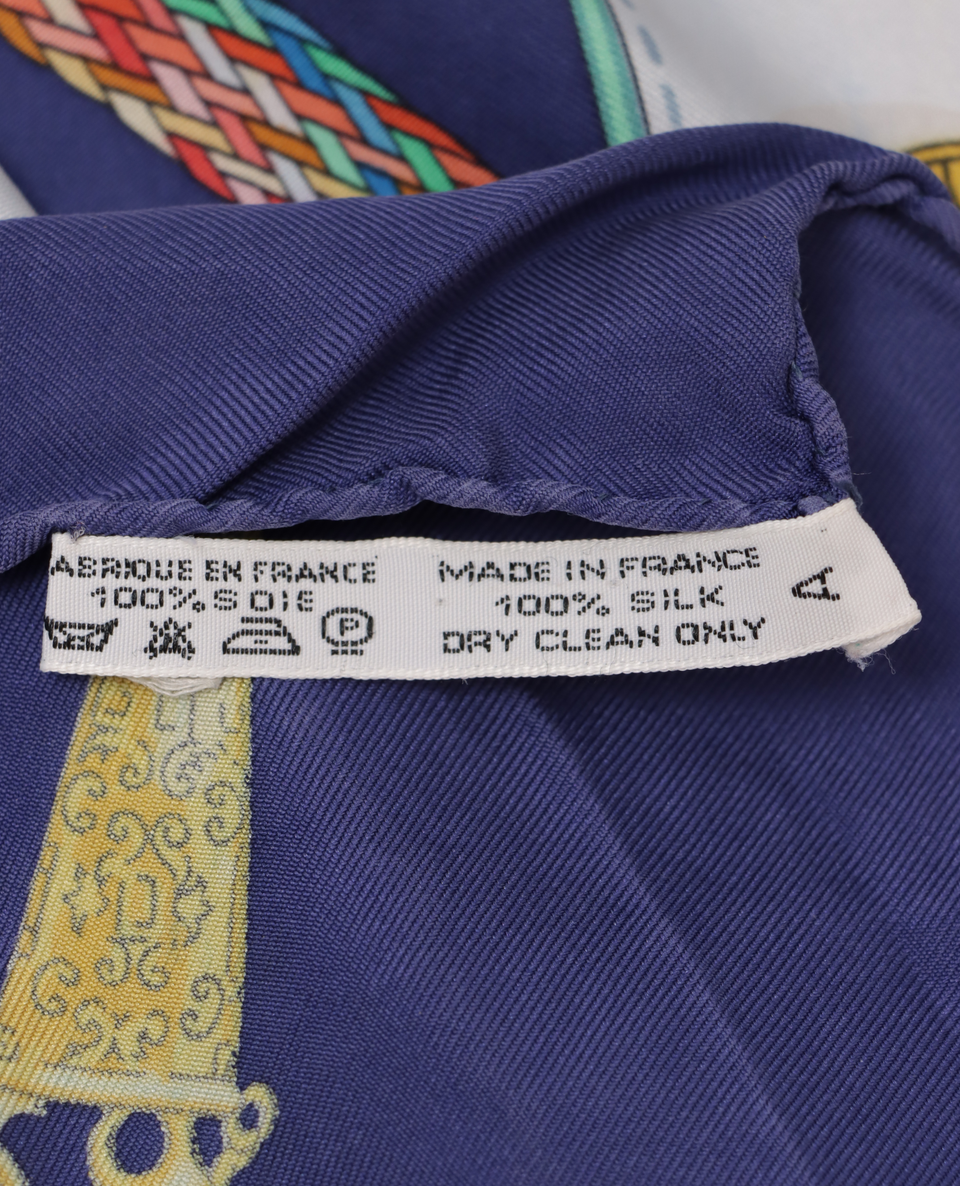 ABRIQUE EN FRANCE
100% SOIE
P
MADE IN FRANCE
100% SILK
DRY CLEAN ONLY
A